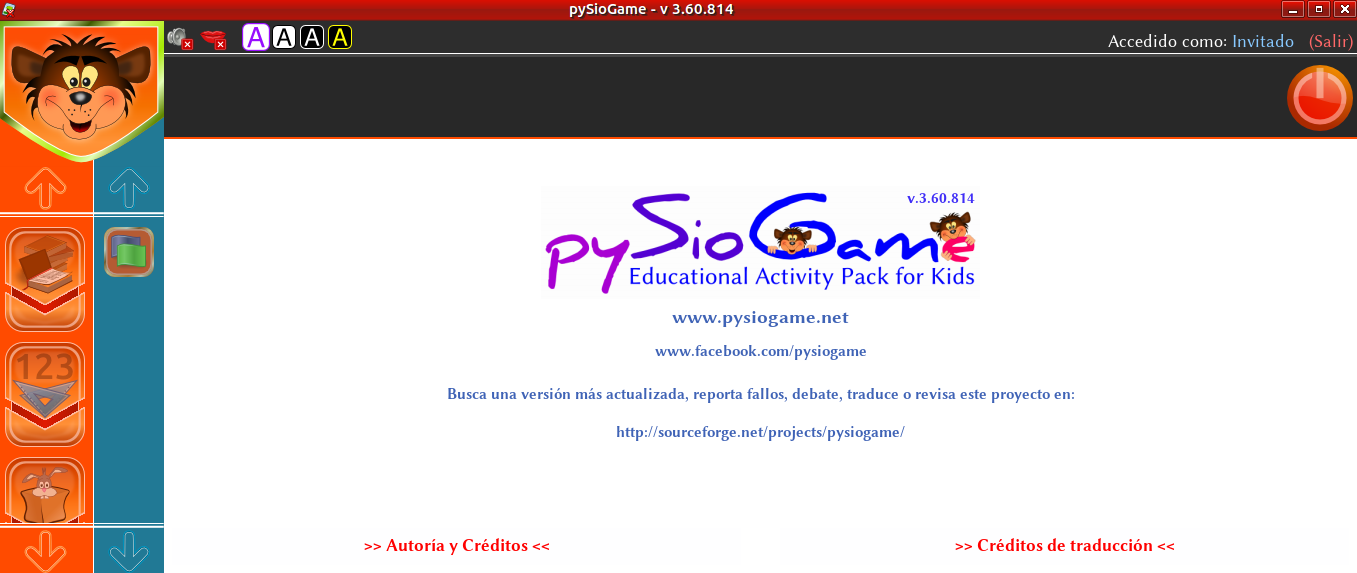 pySioGame - v 3.60.814
A A A A
Accedido como: Invitado (Salir)
v.3.60.814
pySioGame
Educational Activity Pack for Kids
www.pysiogame.net
www.facebook.com/pysiogame
123
Busca una versión más actualizada, reporta fallos, debate, traduce o revisa este proyecto en:
http://sourceforge.net/projects/pysiogame/
>> Autoría y Créditos <<
>> Créditos de traducción <<